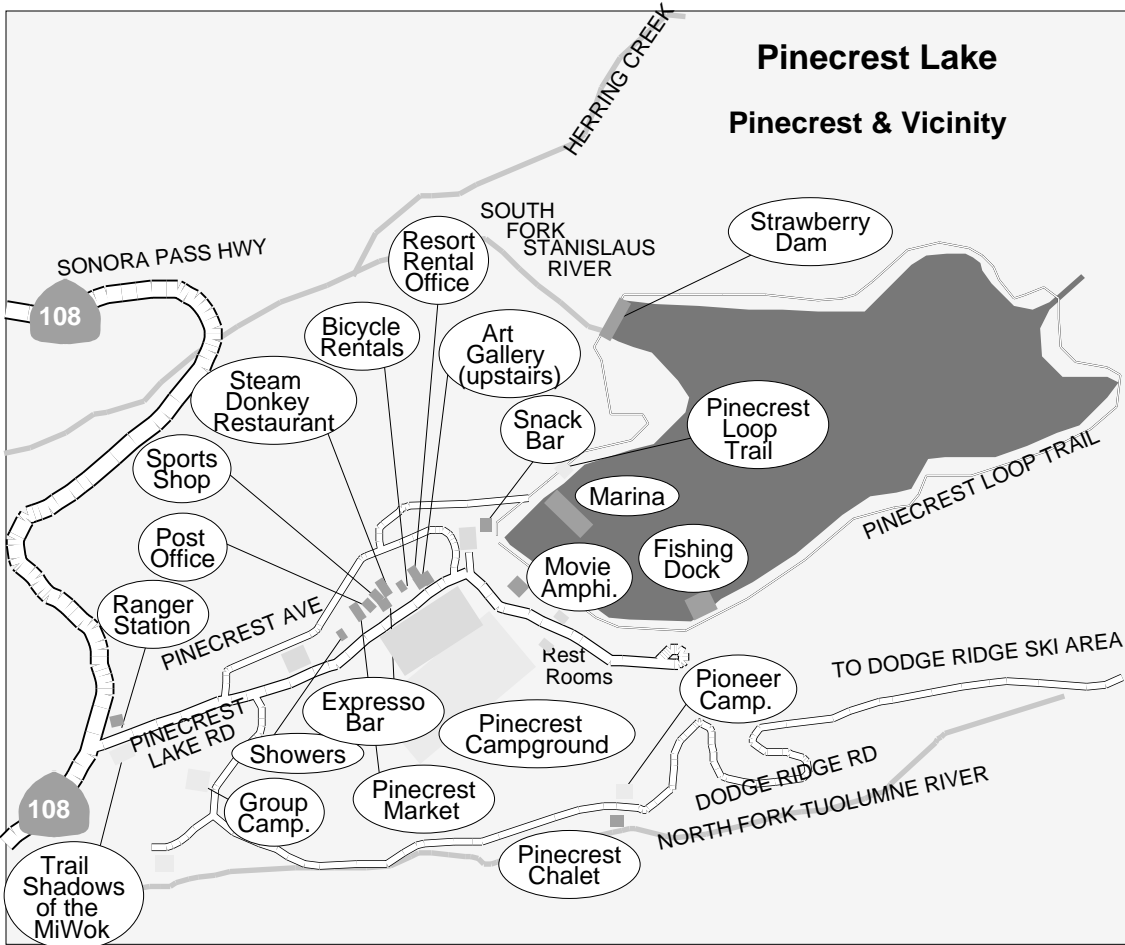 Pinecrest Lake
Pinecrest & Vicinity
HERRING CREEK
SOUTH
FORK
STANISLAUS
RIVER
Strawberry
Dam
SONORA PASS HWY
108
Resort
Rental
Office
Bicycle
Rentals
Art
Gallery
(upstairs)
Steam
Donkey
Restaurant
Snack
Bar
Pinecrest
Loop
Trail
Sports
Shop
Marina
PINECREST LOOP TRAIL
Post
Office
Movie
Amphi.
Fishing
Dock
Ranger
Station
PINECREST AVE
Rest
Rooms
TO DODGE RIDGE SKI AREA
Pioneer
Camp.
PINECREST
LAKE RD
Expresso
Bar
Pinecrest
Campground
Showers
DODGE RIDGE RD
108
Group
Camp.
Pinecrest
Market
NORTH FORK TUOLUMNE RIVER
Trail
Shadows
of the
MiWok
Pinecrest
Chalet